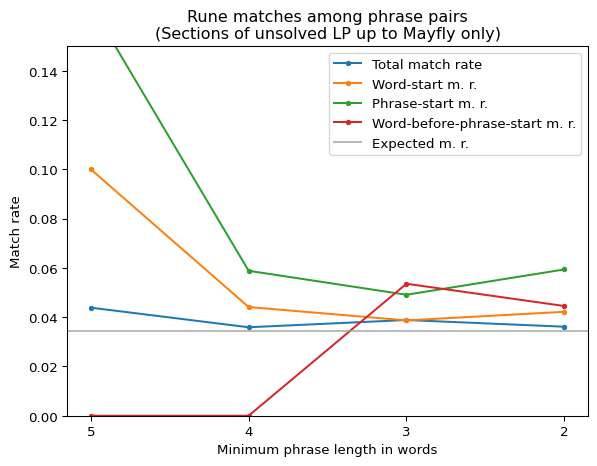 Rune matches among phrase pairs
(Sections of unsolved LP up to Mayfly only)
Total match rate
Word-start m. r.
Phrase-start m. r.
Word-before-phrase-start m. r.
Expected m. r.
Match rate
0.14
0.12
0.10
0.08
0.06
0.04
0.02
0.00
5 4 3 2
Minimum phrase length in words